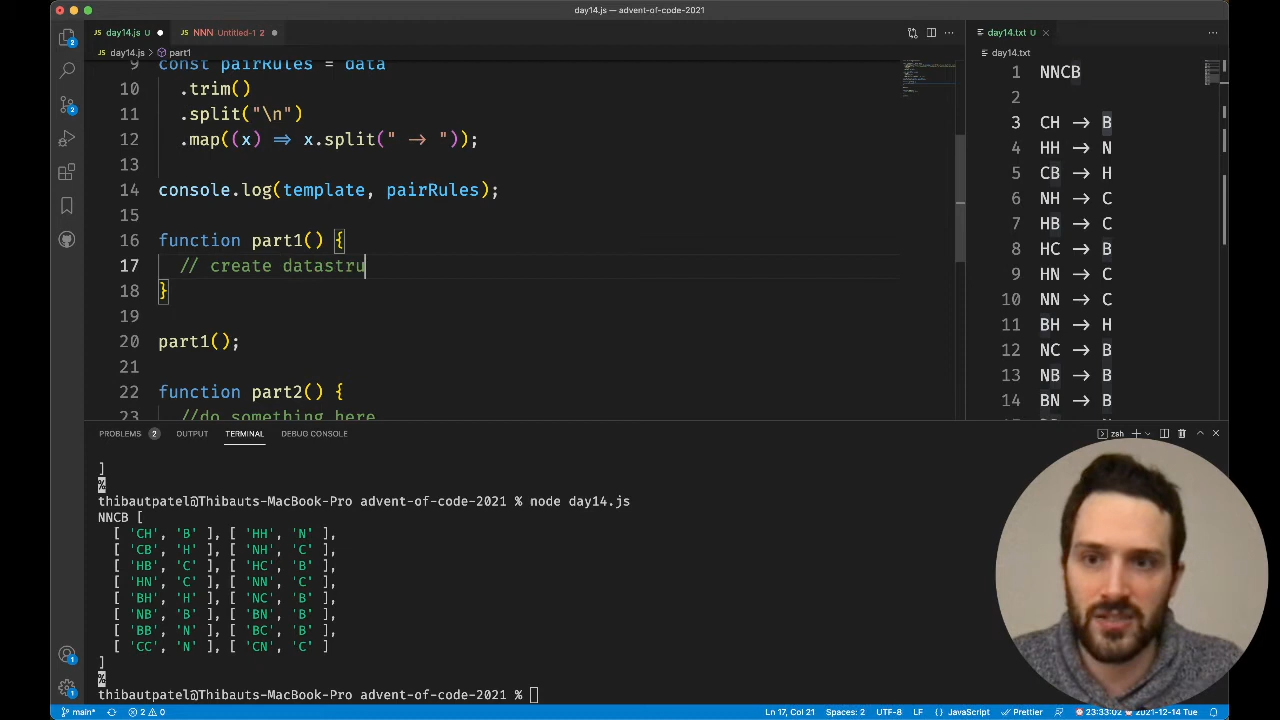 day14.js — advent-of-code-2021
JS day14.js U
NNN Untitled-1 2
day14.txt U
JS day14.js > part1
day14.txt
9 const pairRules = data
10 .trim()
11 .split("\n")
12 .map((x) => x.split(" -> "));
13
14 console.log(template, pairRules);
15
16 function part1() {
17 // create datastru
18 }
19
20 part1();
21
22 function part2() {
23 //do something here
1 NNCB
2
3 CH -> B
4 HH -> N
5 CB -> H
6 NH -> C
7 HB -> C
8 HC -> B
9 HN -> C
10 NN -> C
11 BH -> H
12 NC -> B
13 NB -> B
14 BN -> B
PROBLEMS 2 OUTPUT TERMINAL DEBUG CONSOLE
zsh
]
%
thibautpatel@Thibauts-MacBook-Pro advent-of-code-2021 % node day14.js
NNCB [
[ 'CH', 'B' ], [ 'HH', 'N' ],
[ 'CB', 'H' ], [ 'NH', 'C' ],
[ 'HB', 'C' ], [ 'HC', 'B' ],
[ 'HN', 'C' ], [ 'NN', 'C' ],
[ 'BH', 'H' ], [ 'NC', 'B' ],
[ 'NB', 'B' ], [ 'BN', 'B' ],
[ 'BB', 'N' ], [ 'BC', 'B' ],
[ 'CC', 'N' ], [ 'CN', 'C' ]
]
%
thibautpatel@Thibauts-MacBook-Pro advent-of-code-2021 %
main* 2 0 Ln 17, Col 21 Spaces: 2 UTF-8 LF {} JavaScript Prettier 23:33:02 2021-12-14 Tue